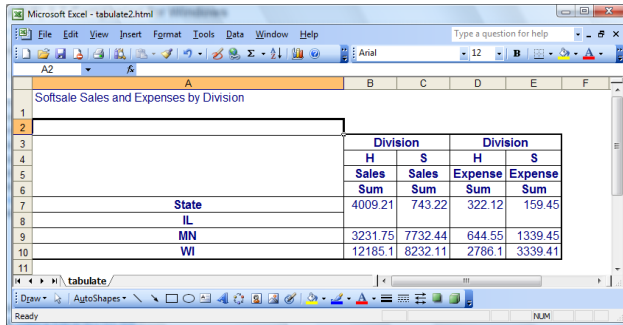 Microsoft Excel - tabulate2.html
File Edit View Insert Format Tools Data Window Help
Type a question for help
Arial 12 B A
A2 fx
A B C D E F
1 Softsale Sales and Expenses by Division
2
3 Division Division
4 H S H S
5 Sales Sales Expense Expense
6 Sum Sum Sum Sum
7 State 4009.21 743.22 322.12 159.45
8 IL
9 MN 3231.75 7732.44 644.55 1339.45
10 WI 12185.1 8232.11 2786.1 3339.41
11
tabulate
Draw AutoShapes
Ready NUM